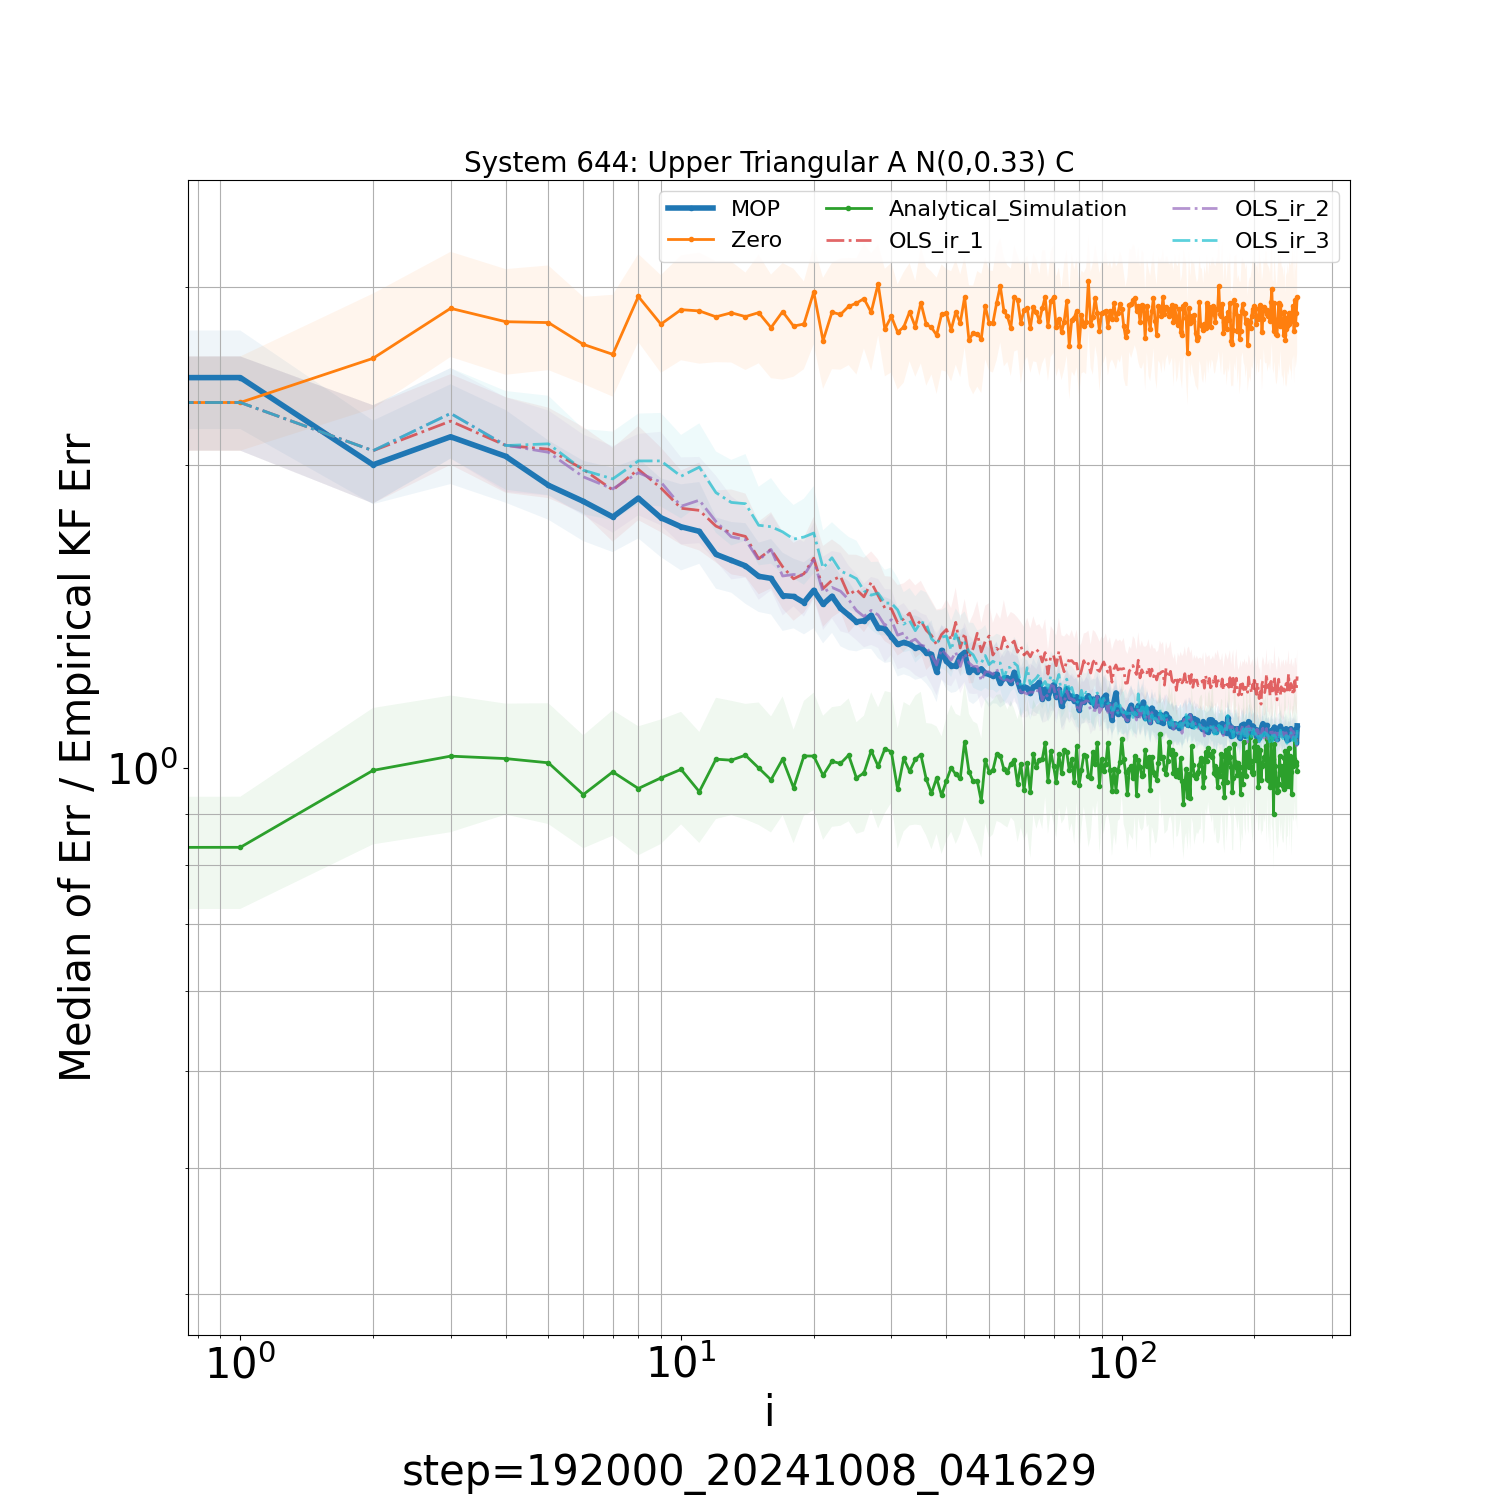 System 644: Upper Triangular A N(0,0.33) C
MOP
Zero
Analytical_Simulation
OLS_ir_1
OLS_ir_2
OLS_ir_3
Median of Err / Empirical KF Err
10⁰
10⁰ 10¹ 10²
i
step=192000_20241008_041629